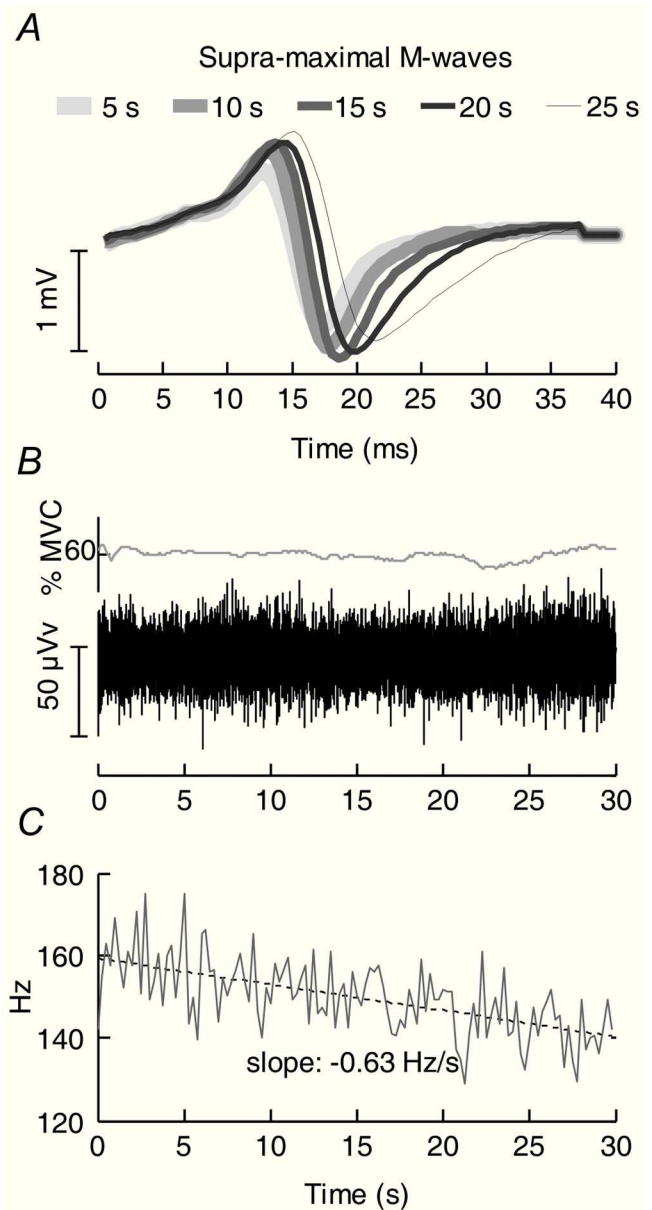 A
Supra-maximal M-waves
5 s 10 s 15 s 20 s 25 s
1 mV
0 5 10 15 20 25 30 35 40
Time (ms)
B
% MVC
60
50 µVv
0 5 10 15 20 25 30
C
180
160
140
120
Hz
slope: -0.63 Hz/s
0 5 10 15 20 25 30
Time (s)